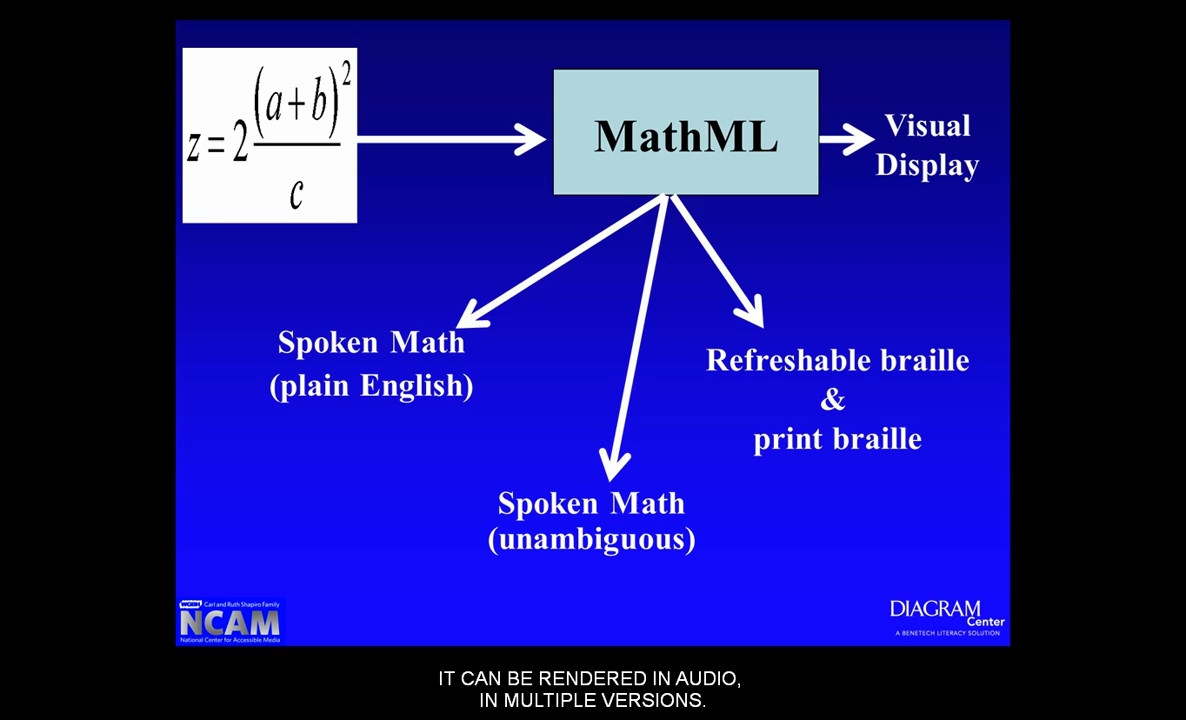 z = 2 (a+b)² / c
MathML
Visual
Display
Spoken Math
(plain English)
Refreshable braille
&
print braille
Spoken Math
(unambiguous)
WGBH Carl and Ruth Shapiro Family
NCAM
National Center for Accessible Media
DIAGRAM
Center
A BENETECH LITERACY SOLUTION
IT CAN BE RENDERED IN AUDIO,
IN MULTIPLE VERSIONS.